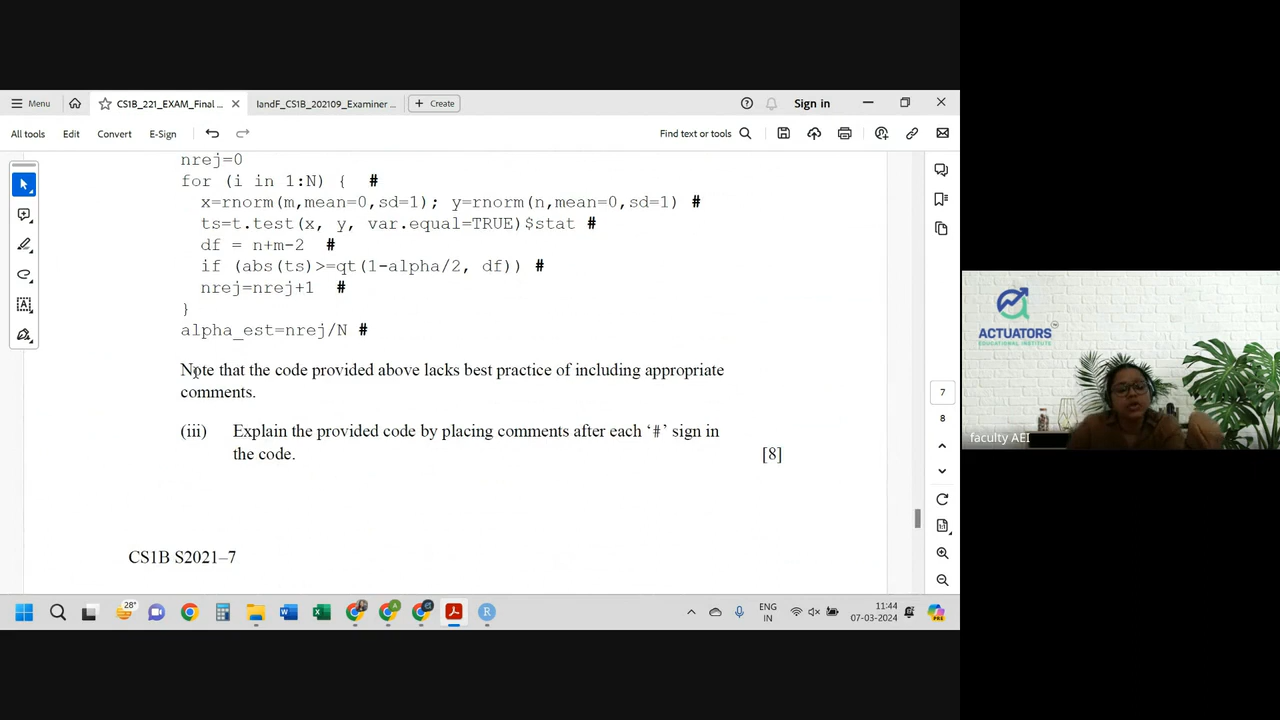 Menu
CS1B_221_EXAM_Final ...
IandF_CS1B_202109_Examiner ...
Create
Sign in
All tools
Edit
Convert
E-Sign
Find text or tools
nrej=0
for (i in 1:N) { #
x=rnorm(m,mean=0,sd=1); y=rnorm(n,mean=0,sd=1) #
ts=t.test(x, y, var.equal=TRUE)$stat #
df = n+m-2 #
if (abs(ts)>=qt(1-alpha/2, df)) #
nrej=nrej+1 #
}
alpha_est=nrej/N #
Note that the code provided above lacks best practice of including appropriate
comments.
(iii) Explain the provided code by placing comments after each ‘#’ sign in
the code. [8]
CS1B S2021–7
7
8
ACTUATORS
EDUCATIONAL INSTITUTE
faculty AEI
28°
ENG
IN
11:44
07-03-2024